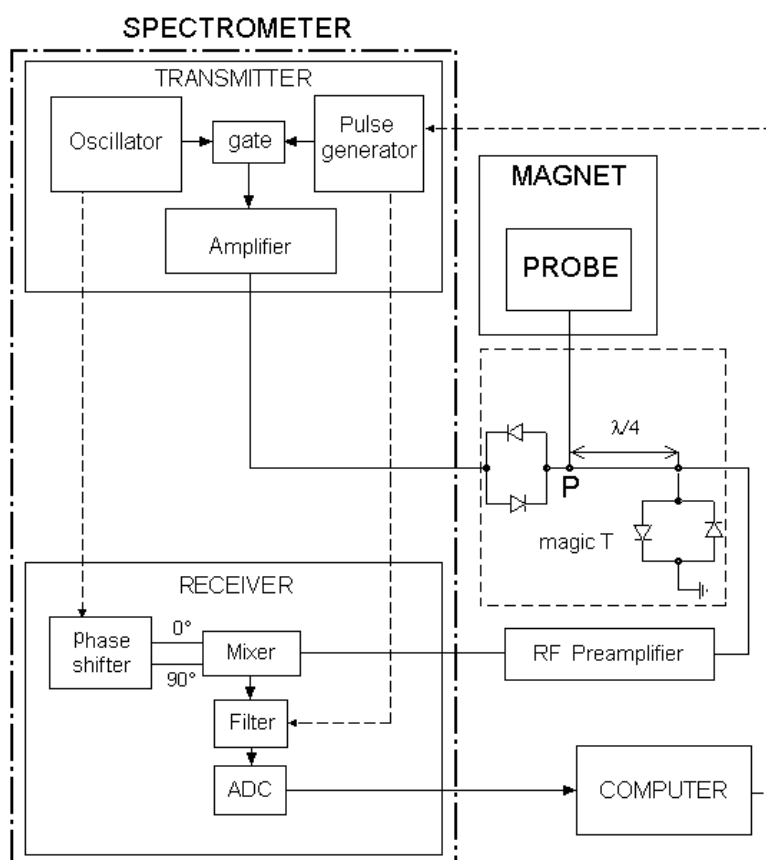 SPECTROMETER
TRANSMITTER
Oscillator
gate
Pulse
generator
Amplifier
MAGNET
PROBE
λ/4
P
magic T
RECEIVER
Phase
shifter
0°
90°
Mixer
RF Preamplifier
Filter
ADC
COMPUTER